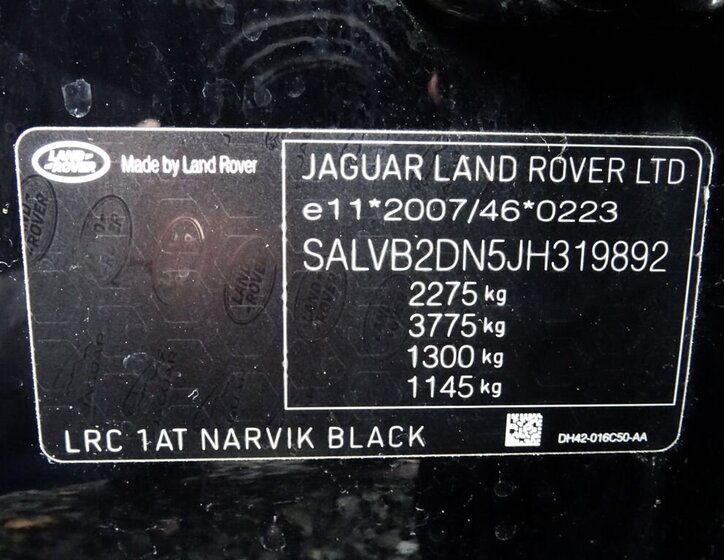 LAND ROVER
Made by Land Rover
JAGUAR LAND ROVER LTD
e11*2007/46*0223
SALVB2DN5JH319892
2275 kg
3775 kg
1300 kg
1145 kg
LRC 1AT NARVIK BLACK
DH42-016C50-AA